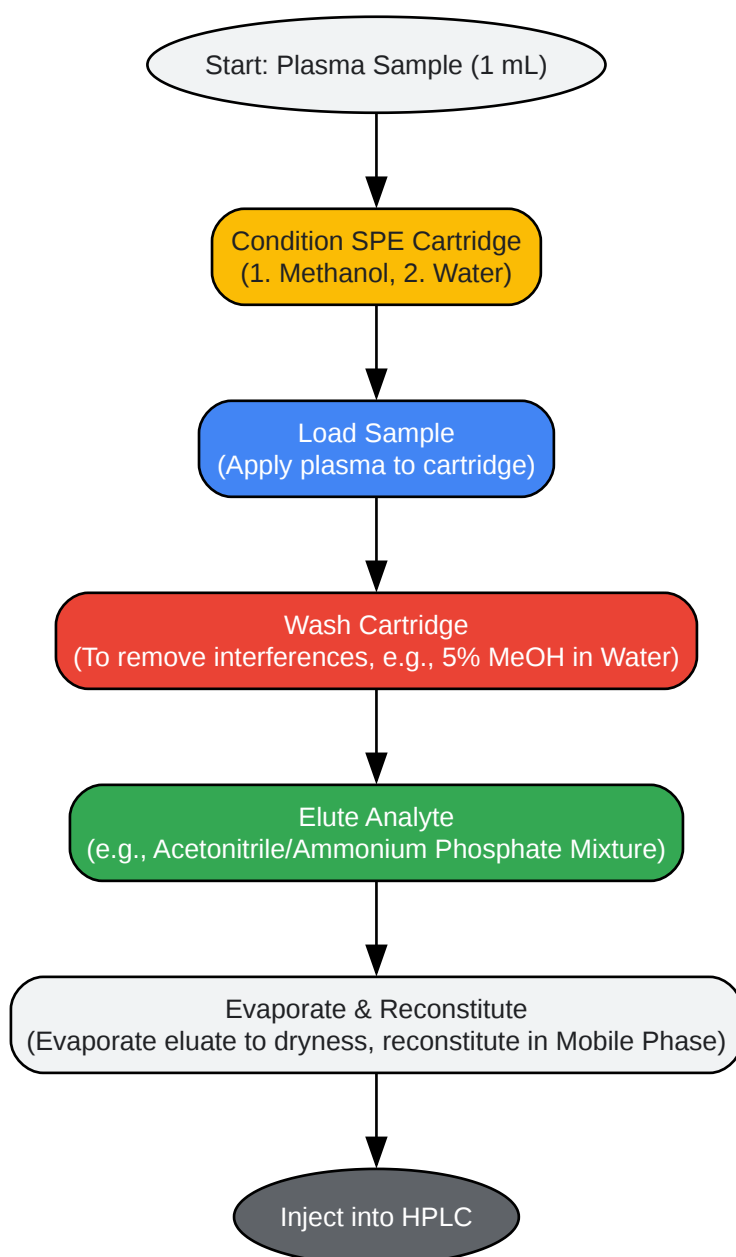 Start: Plasma Sample (1 mL)
Condition SPE Cartridge
(1. Methanol, 2. Water)
Load Sample
(Apply plasma to cartridge)
Wash Cartridge
(To remove interferences, e.g., 5% MeOH in Water)
Elute Analyte
(e.g., Acetonitrile/Ammonium Phosphate Mixture)
Evaporate & Reconstitute
(Evaporate eluate to dryness, reconstitute in Mobile Phase)
Inject into HPLC